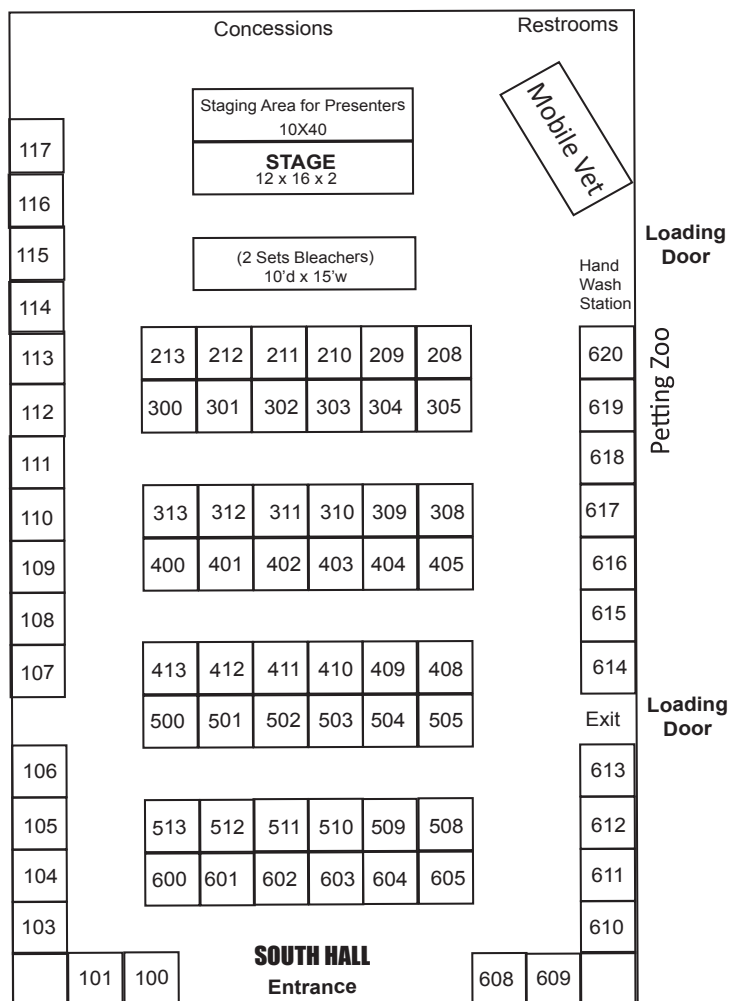 Concessions
Restrooms
Staging Area for Presenters
10X40
STAGE
12 x 16 x 2
Mobile Vet
117
116
115
(2 Sets Bleachers)
10'd x 15'w
Loading
Door
Hand
Wash
Station
114
113
213 212 211 210 209 208
620
Petting Zoo
112
300 301 302 303 304 305
619
111
618
110
313 312 311 310 309 308
617
109
400 401 402 403 404 405
616
108
615
107
413 412 411 410 409 408
614
500 501 502 503 504 505
Exit
Loading
Door
106
613
105
513 512 511 510 509 508
612
104
600 601 602 603 604 605
611
103
610
101 100
SOUTH HALL
Entrance
608 609